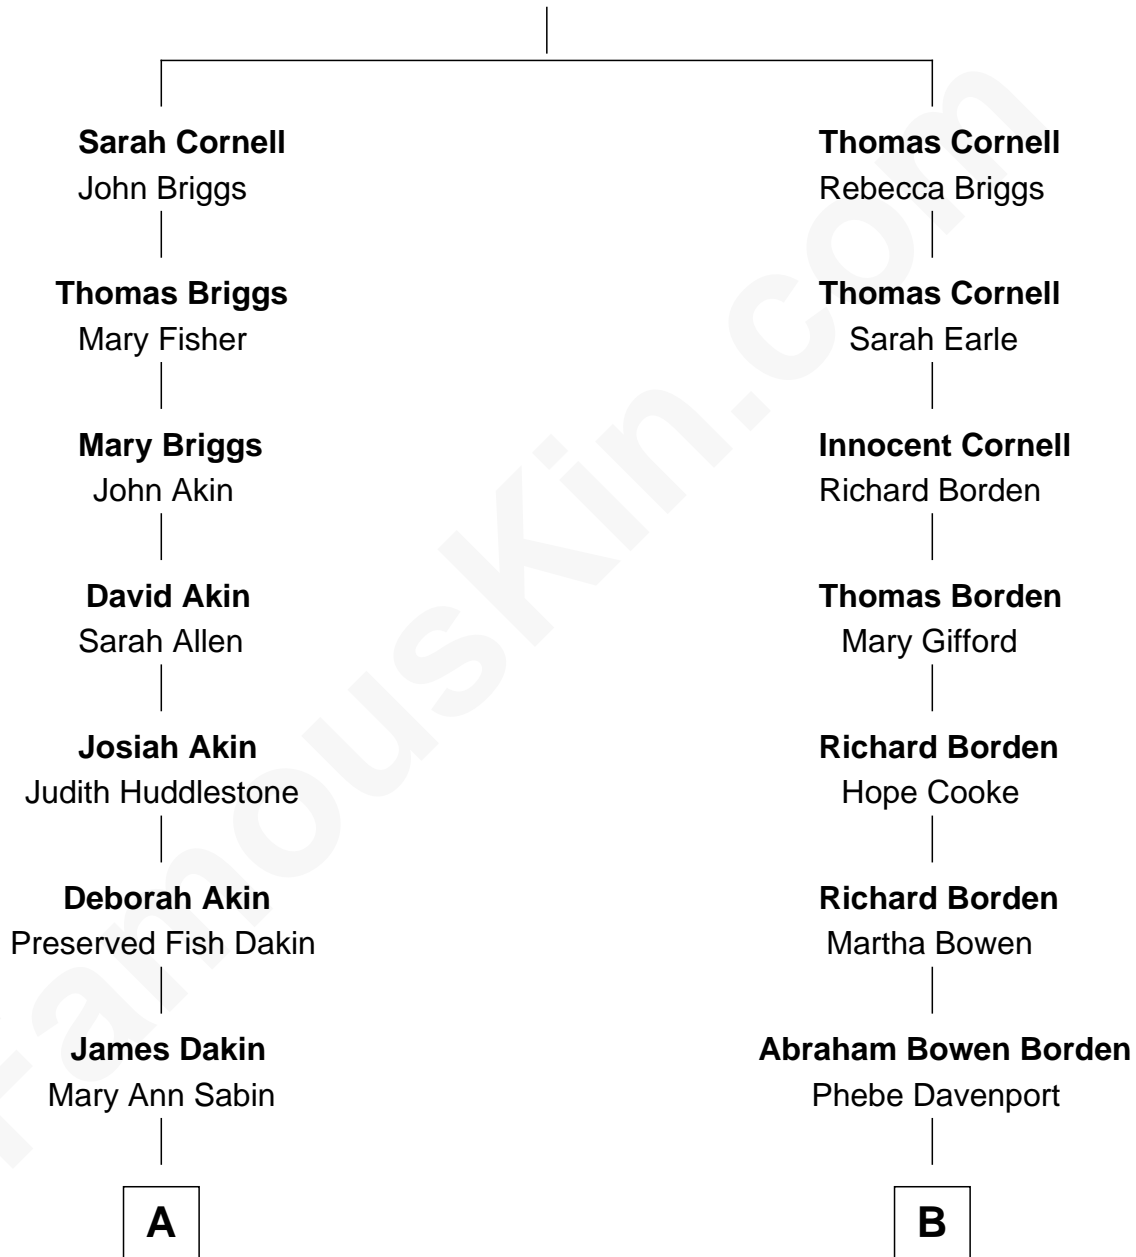 Sarah Cornell
John Briggs
Thomas Briggs
Mary Fisher
Mary Briggs
John Akin
David Akin
Sarah Allen
Josiah Akin
Judith Huddlestone
Deborah Akin
Preserved Fish Dakin
James Dakin
Mary Ann Sabin
A
Thomas Cornell
Rebecca Briggs
Thomas Cornell
Sarah Earle
Innocent Cornell
Richard Borden
Thomas Borden
Mary Gifford
Richard Borden
Hope Cooke
Richard Borden
Martha Bowen
Abraham Bowen Borden
Phebe Davenport
B
FamousKin.com